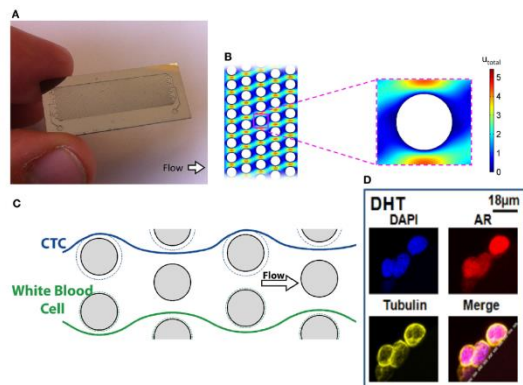 A
Flow
B
u_total
5
4
3
2
1
0
C
CTC
White Blood
Cell
Flow
D
DHT
18μm
DAPI
AR
Tubulin
Merge